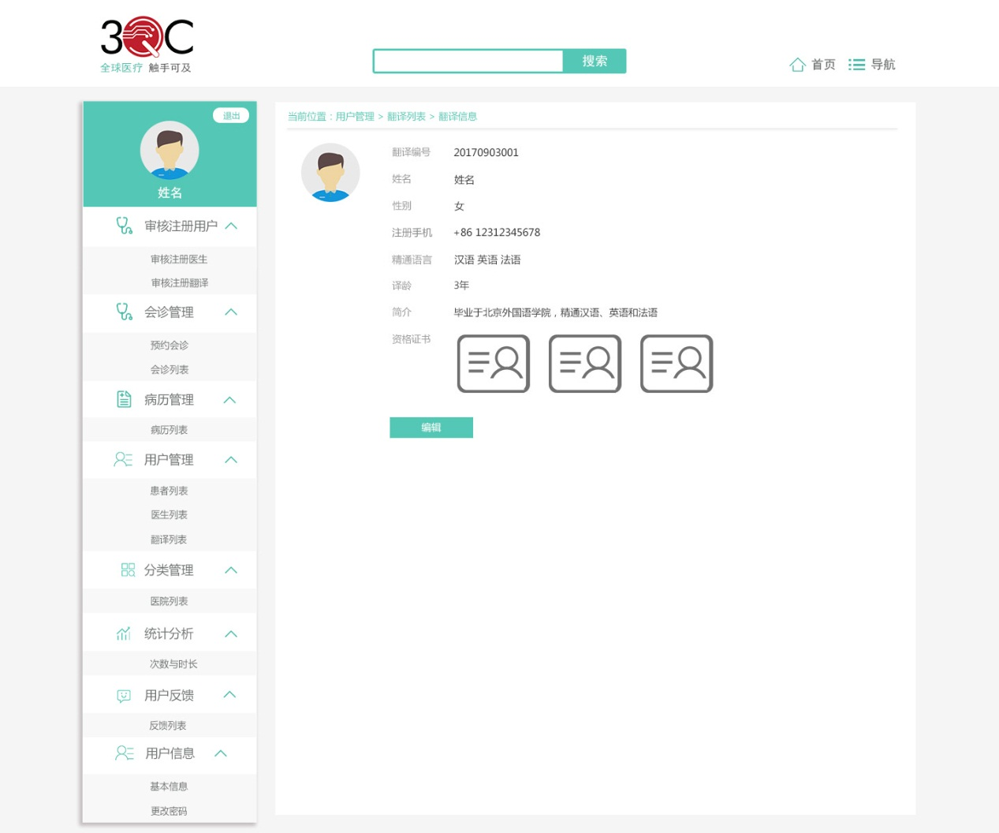 3QC
全球医疗 触手可及
搜索
首页
导航
退出
姓名
审核注册用户
审核注册医生
审核注册翻译
会诊管理
预约会诊
会诊列表
病历管理
病历列表
用户管理
患者列表
医生列表
翻译列表
分类管理
医院列表
统计分析
次数与时长
用户反馈
反馈列表
用户信息
基本信息
更改密码
当前位置：用户管理 > 翻译列表 > 翻译信息
翻译编号 20170903001
姓名 姓名
性别 女
注册手机 +86 12312345678
精通语言 汉语 英语 法语
译龄 3年
简介 毕业于北京外国语学院，精通汉语、英语和法语
资格证书
编辑